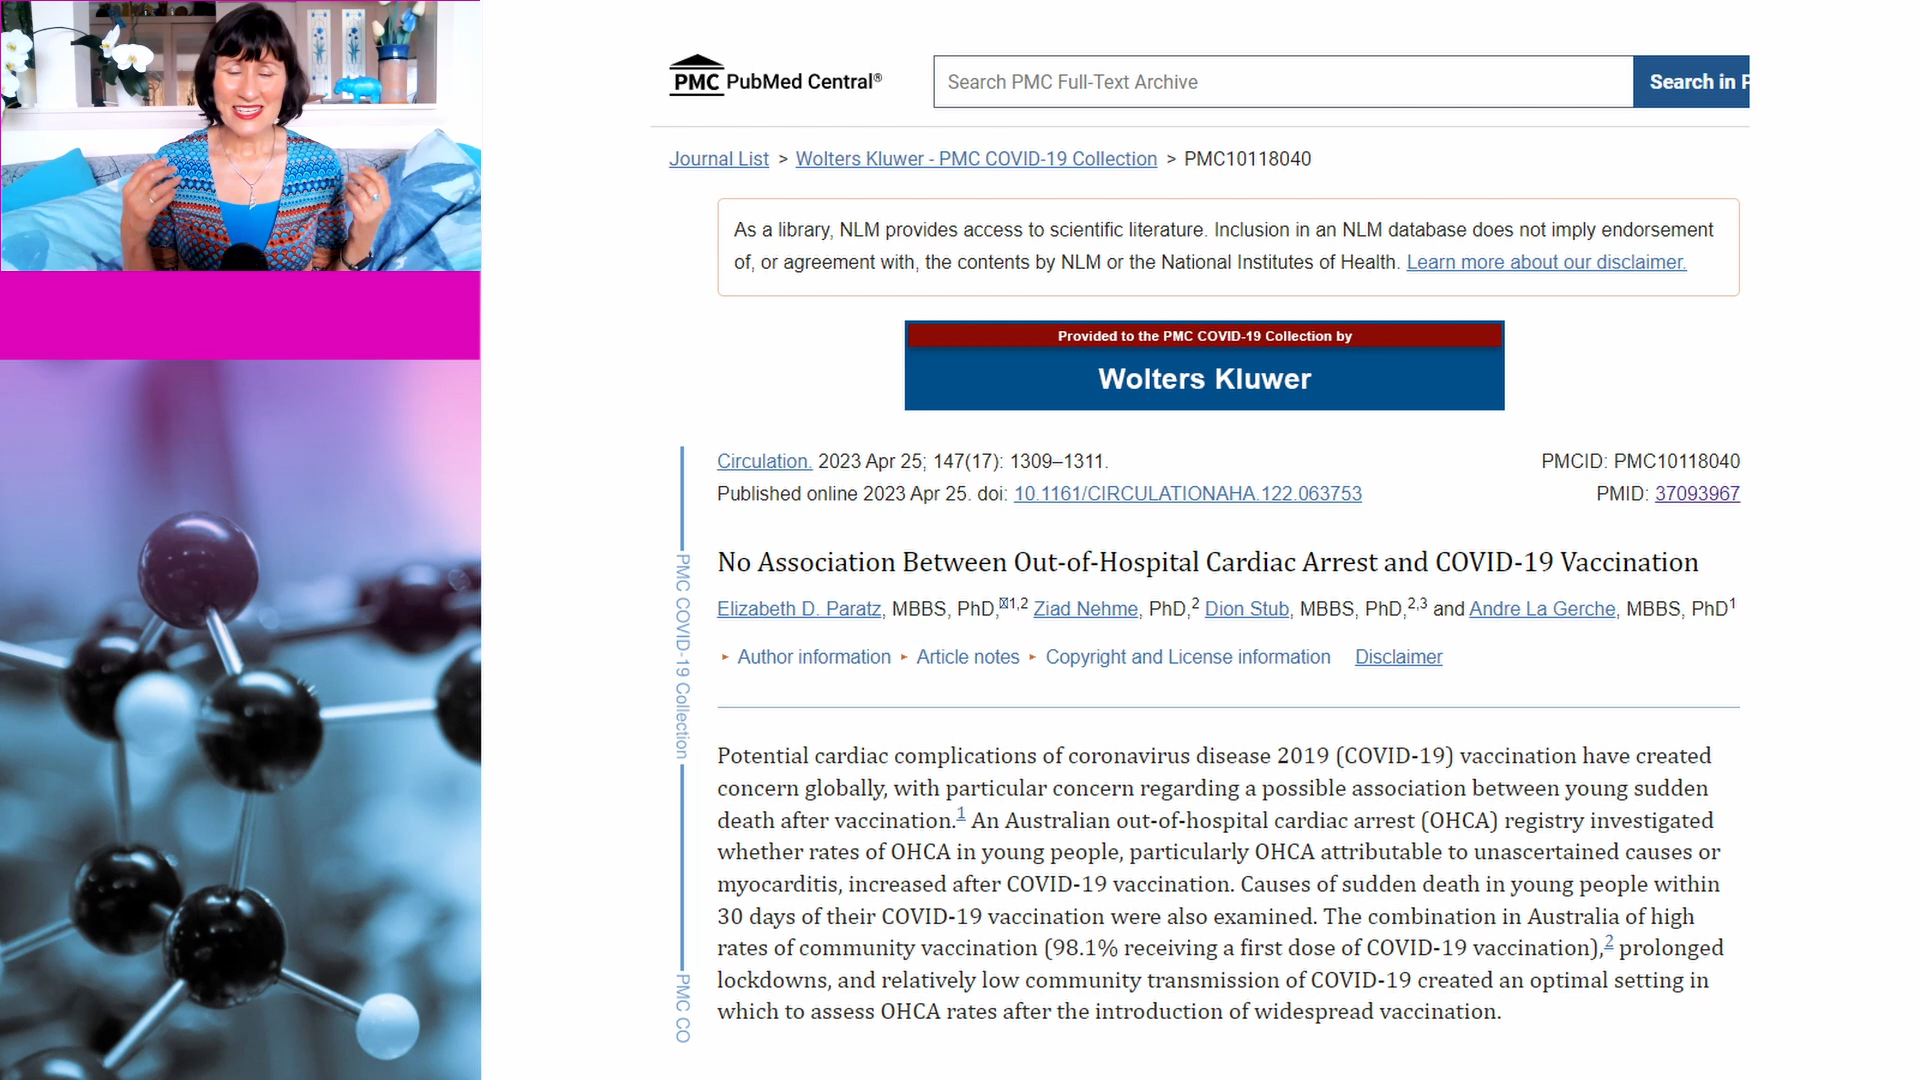 PMC PubMed Central®
Search PMC Full-Text Archive
Search in P
Journal List > Wolters Kluwer - PMC COVID-19 Collection > PMC10118040
As a library, NLM provides access to scientific literature. Inclusion in an NLM database does not imply endorsement
of, or agreement with, the contents by NLM or the National Institutes of Health. Learn more about our disclaimer.
Provided to the PMC COVID-19 Collection by
Wolters Kluwer
Circulation. 2023 Apr 25; 147(17): 1309–1311.
PMCID: PMC10118040
Published online 2023 Apr 25. doi: 10.1161/CIRCULATIONAHA.122.063753
PMID: 37093967
No Association Between Out-of-Hospital Cardiac Arrest and COVID-19 Vaccination
Elizabeth D. Paratz, MBBS, PhD,✉1,2 Ziad Nehme, PhD,2 Dion Stub, MBBS, PhD,2,3 and Andre La Gerche, MBBS, PhD1
▸ Author information ▸ Article notes ▸ Copyright and License information Disclaimer
Potential cardiac complications of coronavirus disease 2019 (COVID-19) vaccination have created
concern globally, with particular concern regarding a possible association between young sudden
death after vaccination.1 An Australian out-of-hospital cardiac arrest (OHCA) registry investigated
whether rates of OHCA in young people, particularly OHCA attributable to unascertained causes or
myocarditis, increased after COVID-19 vaccination. Causes of sudden death in young people within
30 days of their COVID-19 vaccination were also examined. The combination in Australia of high
rates of community vaccination (98.1% receiving a first dose of COVID-19 vaccination),2 prolonged
lockdowns, and relatively low community transmission of COVID-19 created an optimal setting in
which to assess OHCA rates after the introduction of widespread vaccination.
PMC COVID-19 Collection
PMC CO